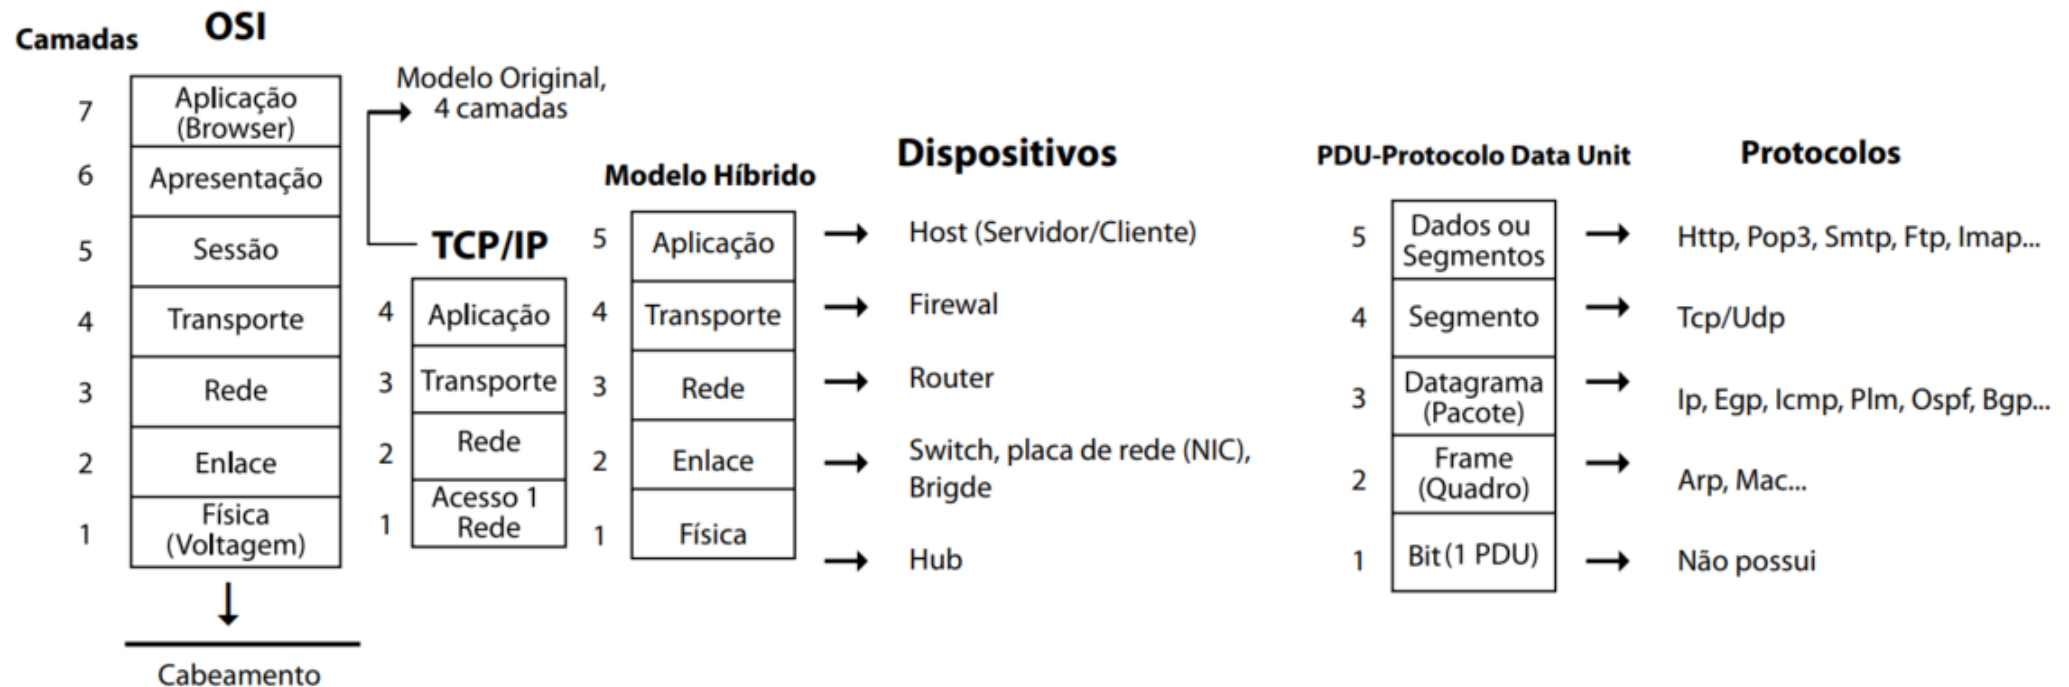 Camadas
OSI
7
Aplicação
(Browser)
6
Apresentação
5
Sessão
4
Transporte
3
Rede
2
Enlace
1
Física
(Voltagem)
Cabeamento
Modelo Original,
4 camadas
TCP/IP
4
Aplicação
3
Transporte
2
Rede
1
Acesso 1
Rede
Modelo Híbrido
5
Aplicação
4
Transporte
3
Rede
2
Enlace
1
Física
Dispositivos
Host (Servidor/Cliente)
Firewal
Router
Switch, placa de rede (NIC),
Brigde
Hub
PDU-Protocolo Data Unit
5
Dados ou
Segmentos
4
Segmento
3
Datagrama
(Pacote)
2
Frame
(Quadro)
1
Bit (1 PDU)
Protocolos
Http, Pop3, Smtp, Ftp, Imap...
Tcp/Udp
Ip, Egp, Icmp, Plm, Ospf, Bgp...
Arp, Mac...
Não possui